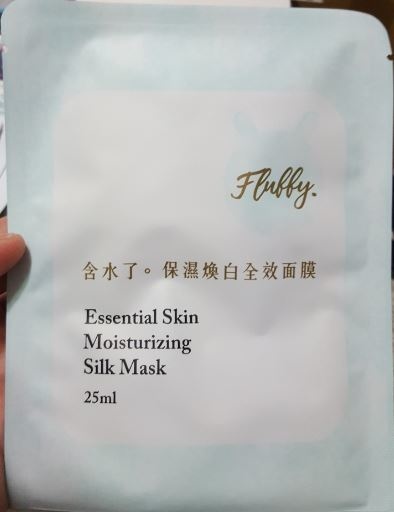 Fluffy.
含水了。保濕煥白全效面膜
Essential Skin
Moisturizing
Silk Mask
25ml